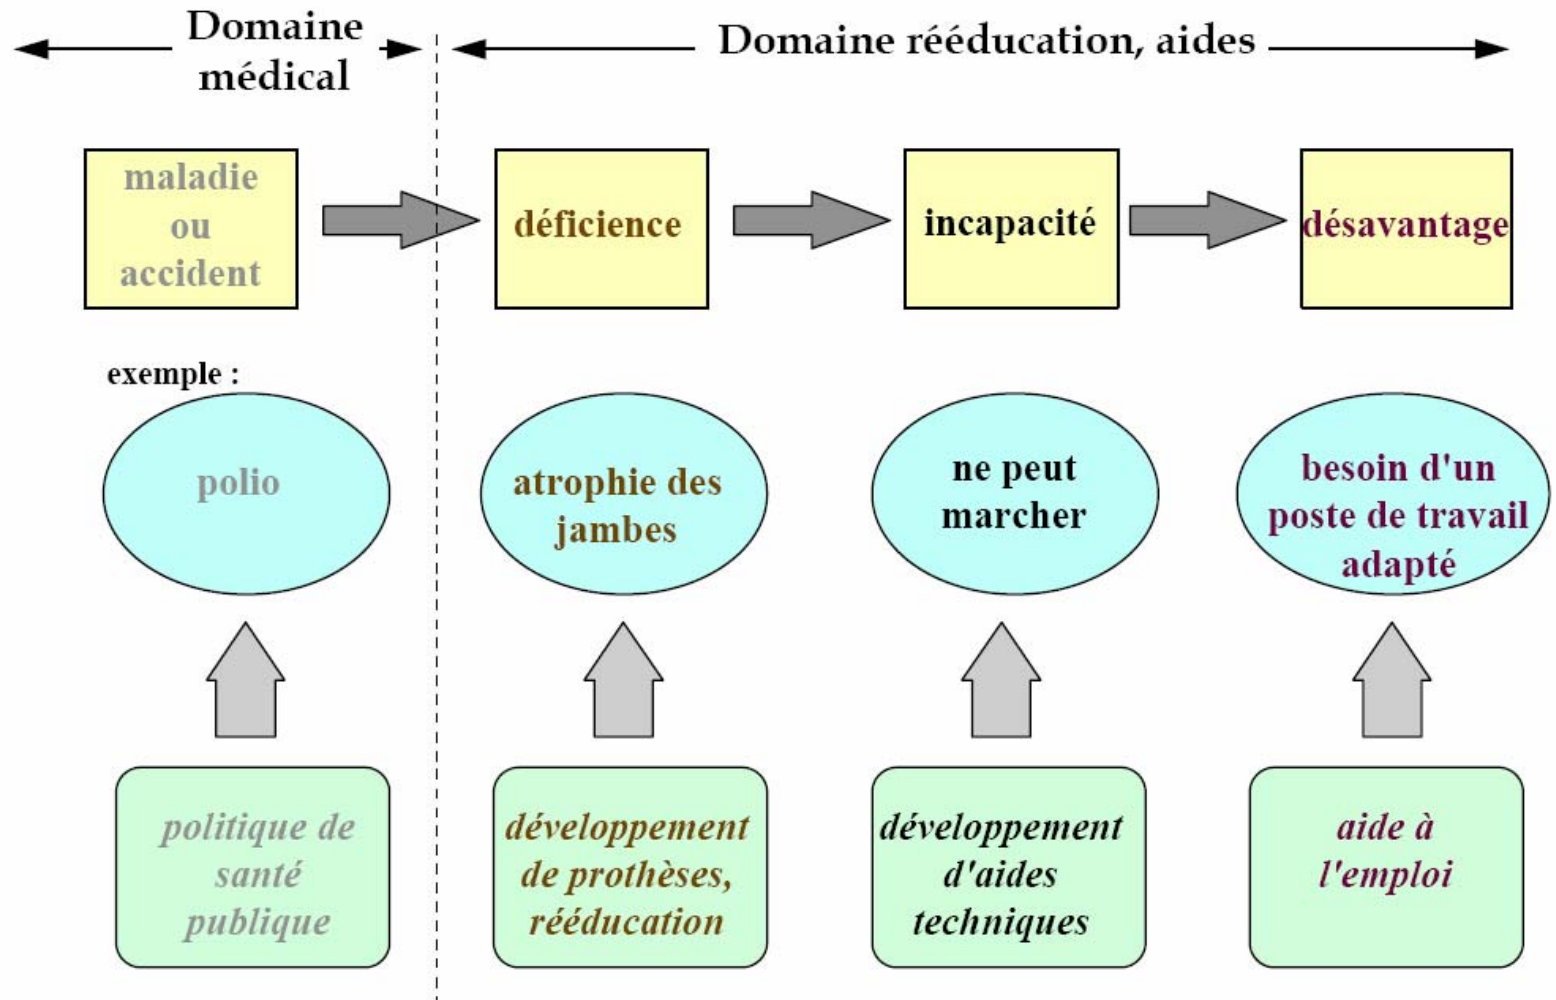 Domaine
médical
Domaine rééducation, aides
maladie
ou
accident
déficience
incapacité
désavantage
exemple :
polio
atrophie des
jambes
ne peut
marcher
besoin d'un
poste de travail
adapté
politique de
santé
publique
développement
de prothèses,
rééducation
développement
d'aides
techniques
aide à
l'emploi